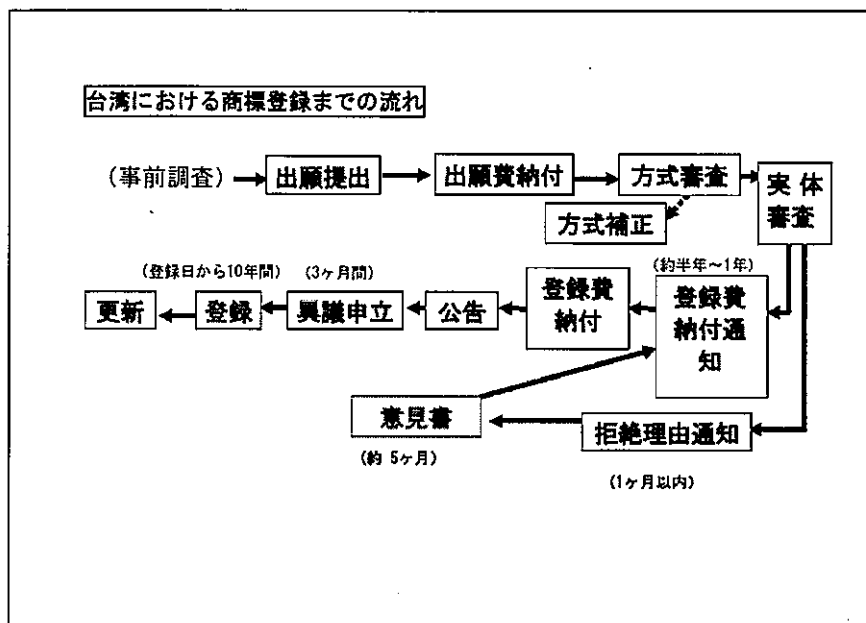 台湾における商標登録までの流れ
(事前調査)
出願提出
出願費納付
方式審査
実体
審査
方式補正
(登録日から10年間)
(3ヶ月間)
(約半年～1年)
更新
登録
異議申立
公告
登録費
納付
登録費
納付通
知
意見書
(約 5ヶ月)
拒絶理由通知
(1ヶ月以内)